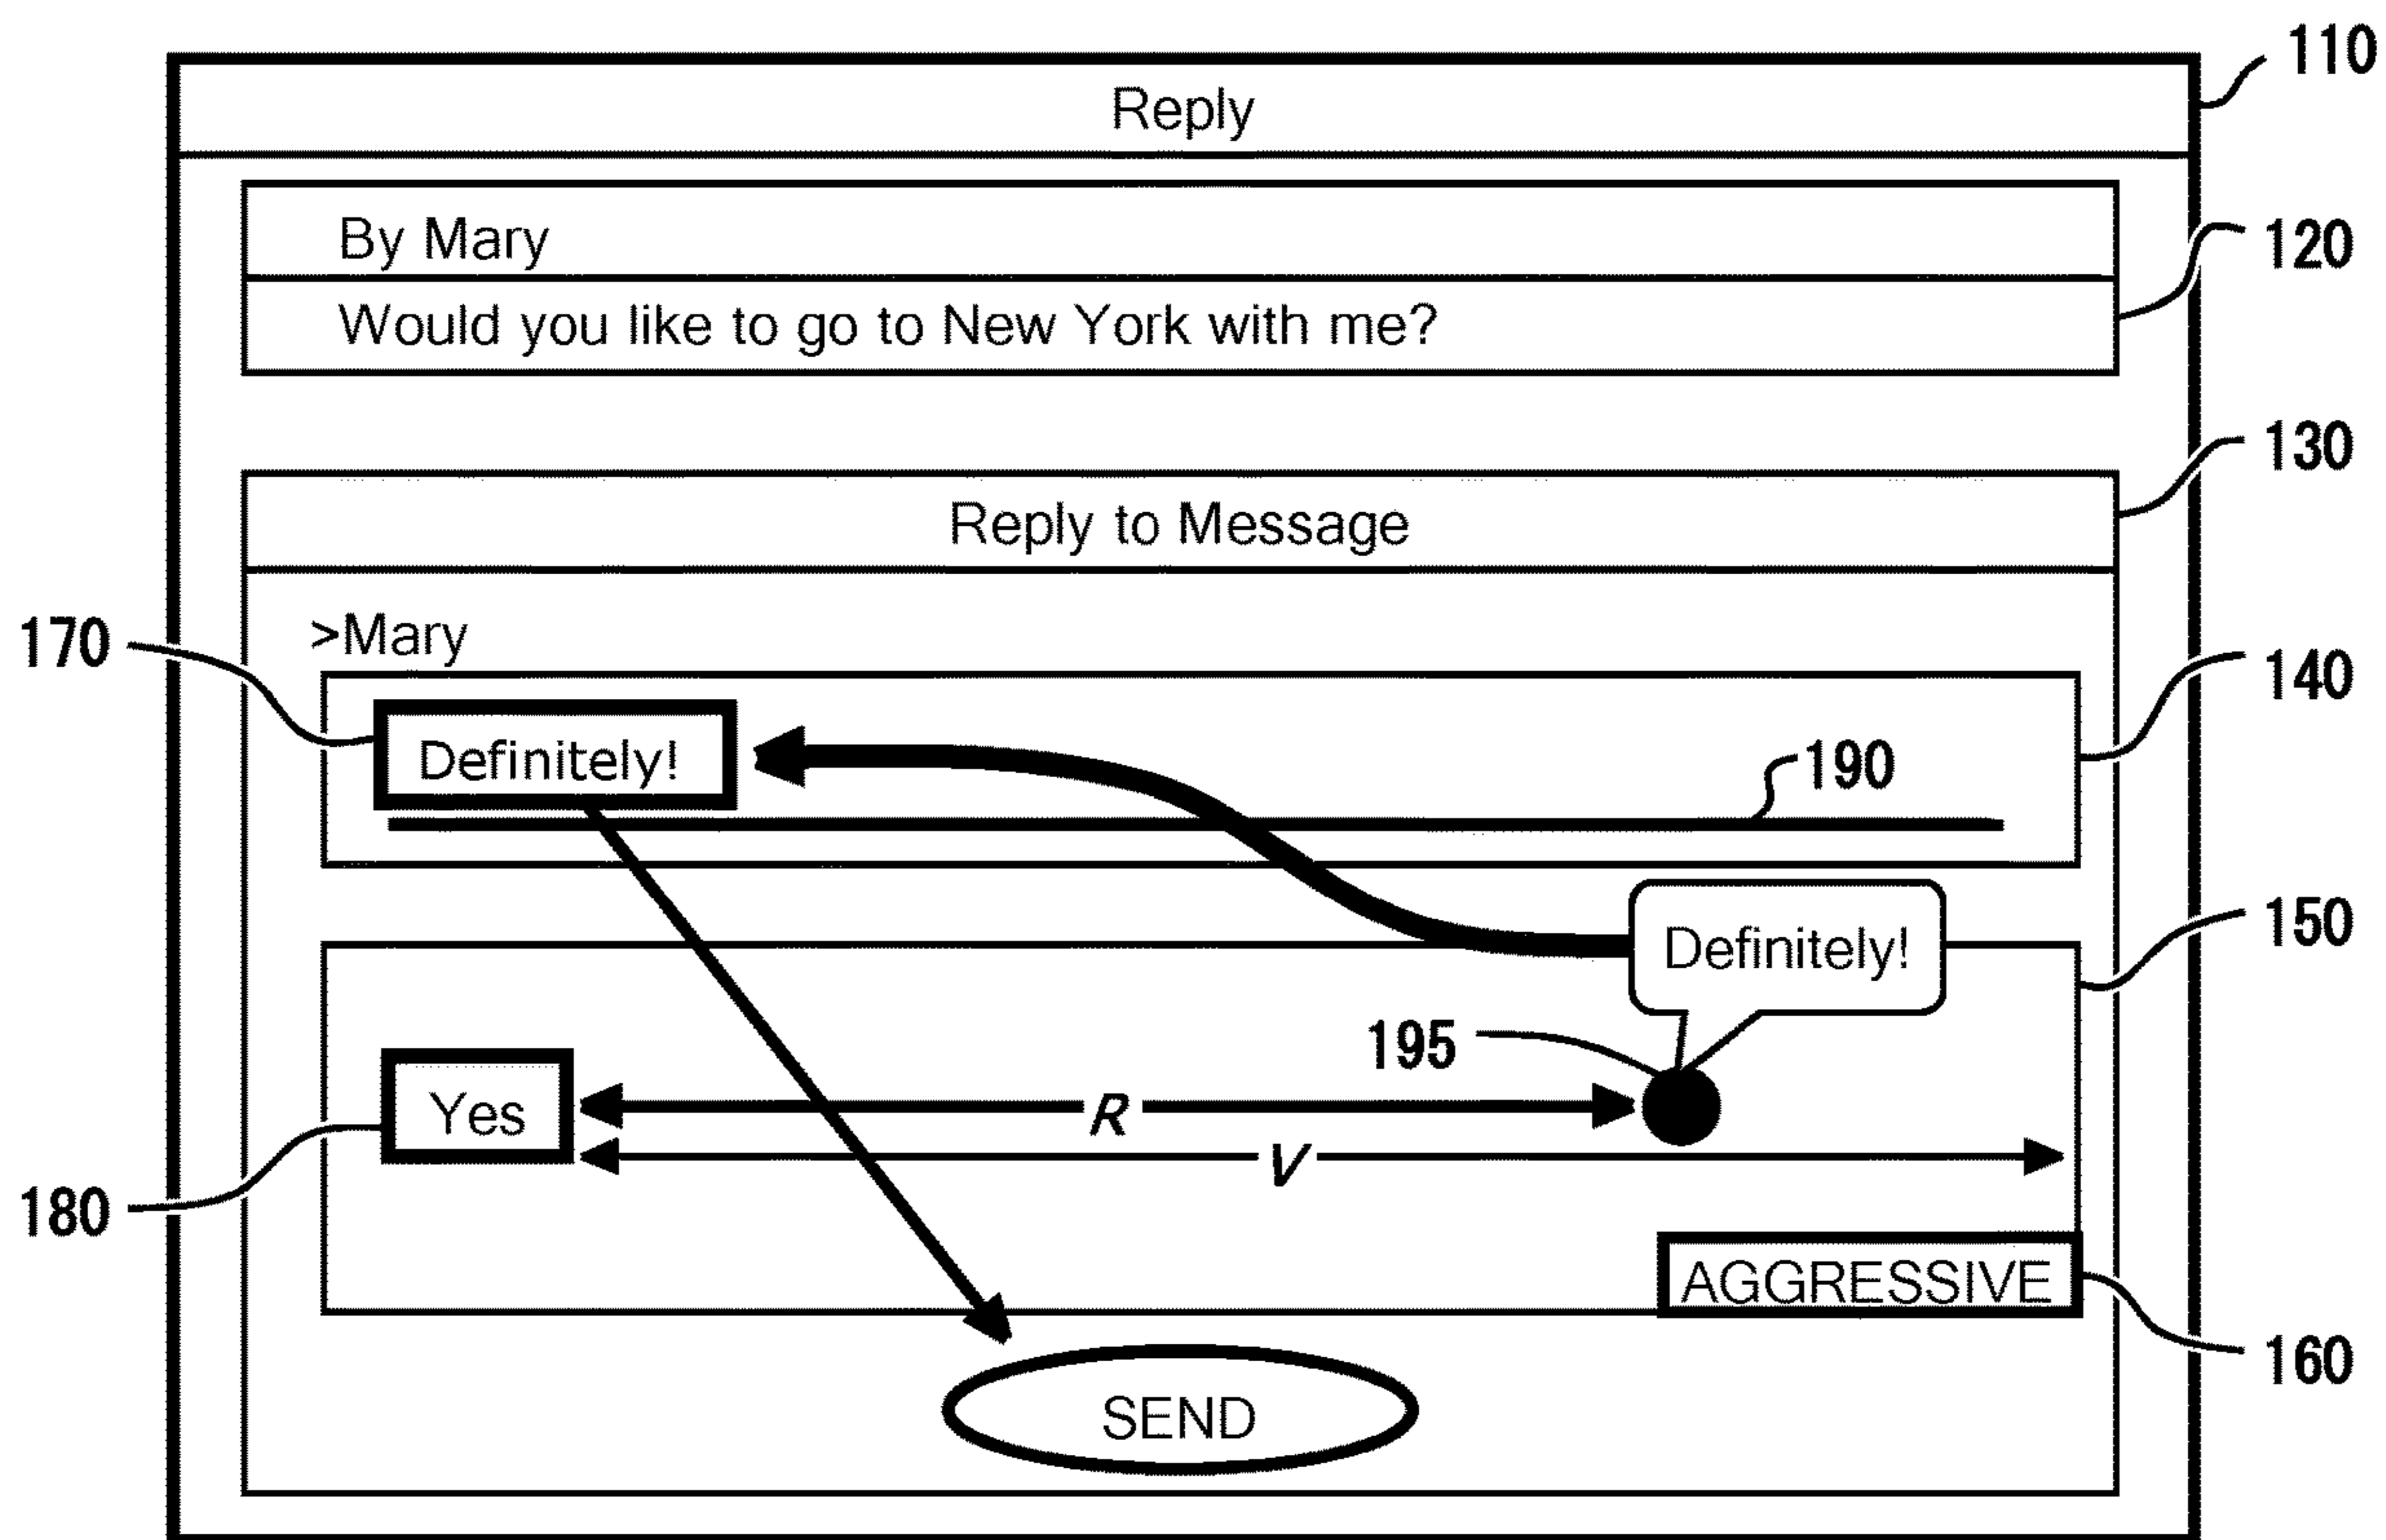 110
Reply
By Mary
120
Would you like to go to New York with me?
130
Reply to Message
170
>Mary
140
Definitely!
190
150
Definitely!
195
Yes
R
V
180
AGGRESSIVE
160
SEND